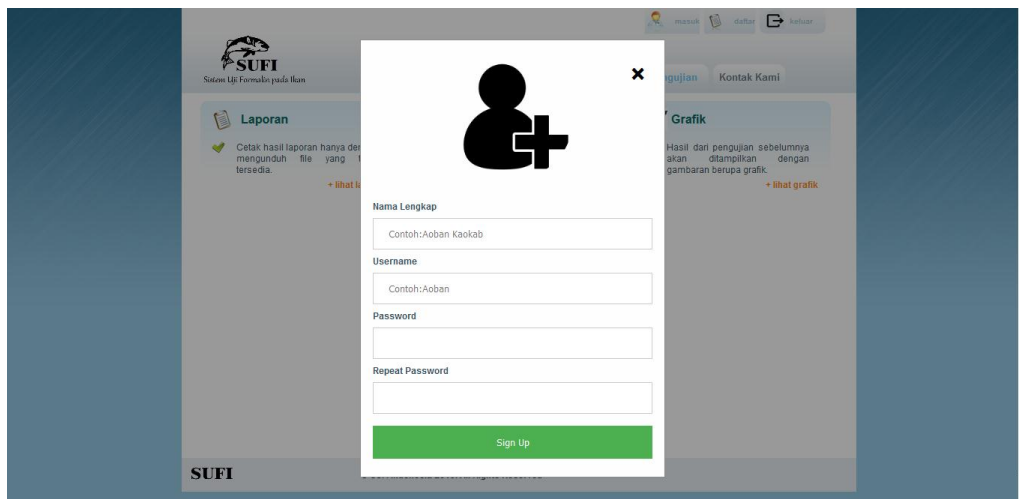 masuk daftar keluar
SUFI
Sistem Uji Formalin pada Ikan
ngujian Kontak Kami
Laporan
Cetak hasil laporan hanya
mengunduh file yang
tersedia.
+ lihat
Grafik
Hasil dari pengujian sebelumnya
akan ditampilkan dengan
gambaran berupa grafik.
+ lihat grafik
Nama Lengkap
Contoh:Aoban Kaokab
Username
Contoh:Aoban
Password
Repeat Password
Sign Up
SUFI